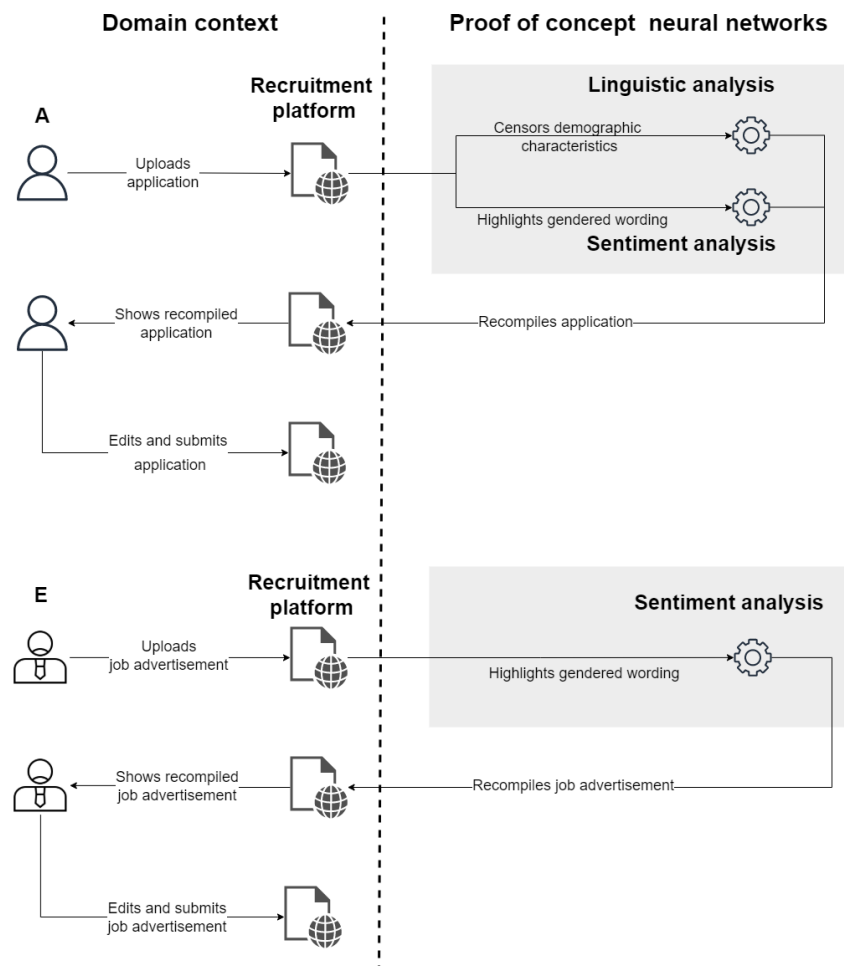 Domain context
Proof of concept neural networks
Linguistic analysis
Recruitment
platform
A
Censors demographic
characteristics
Uploads
application
Highlights gendered wording
Sentiment analysis
Shows recompiled
application
Recompiles application
Edits and submits
application
Recruitment
platform
E
Sentiment analysis
Uploads
job advertisement
Highlights gendered wording
Shows recompiled
job advertisement
Recompiles job advertisement
Edits and submits
job advertisement